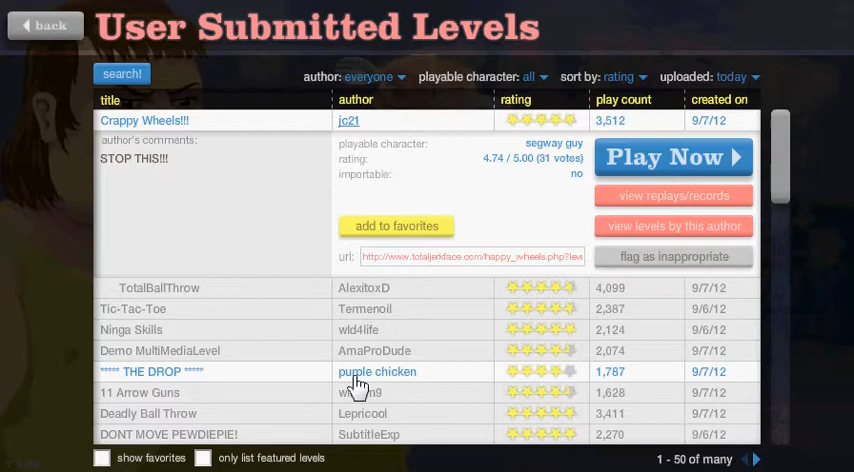 back
User Submitted Levels
search!
author: everyone playable character: all sort by: rating uploaded: today
title author rating play count created on
Crappy Wheels!!! jc21 3,512 9/7/12
author's comments:
STOP THIS!!!
playable character: segway guy
rating: 4.74 / 5.00 (31 votes)
importable: no
Play Now
view replays/records
add to favorites
view levels by this author
url: http://www.totaljerkface.com/happy_wheels.php?leve
flag as inappropriate
TotalBallThrow AlexitoxD 4,099 9/7/12
Tic-Tac-Toe Termenoil 2,387 9/6/12
Ninga Skills wld4life 2,124 9/6/12
Demo MultiMediaLevel AmaProDude 2,074 9/7/12
***** THE DROP ***** purple chicken 1,787 9/7/12
11 Arrow Guns 1,628 9/7/12
Deadly Ball Throw Lepricool 3,411 9/7/12
DONT MOVE PEWDIEPIE! SubtitleExp 2,270 9/6/12
show favorites only list featured levels 1 - 50 of many